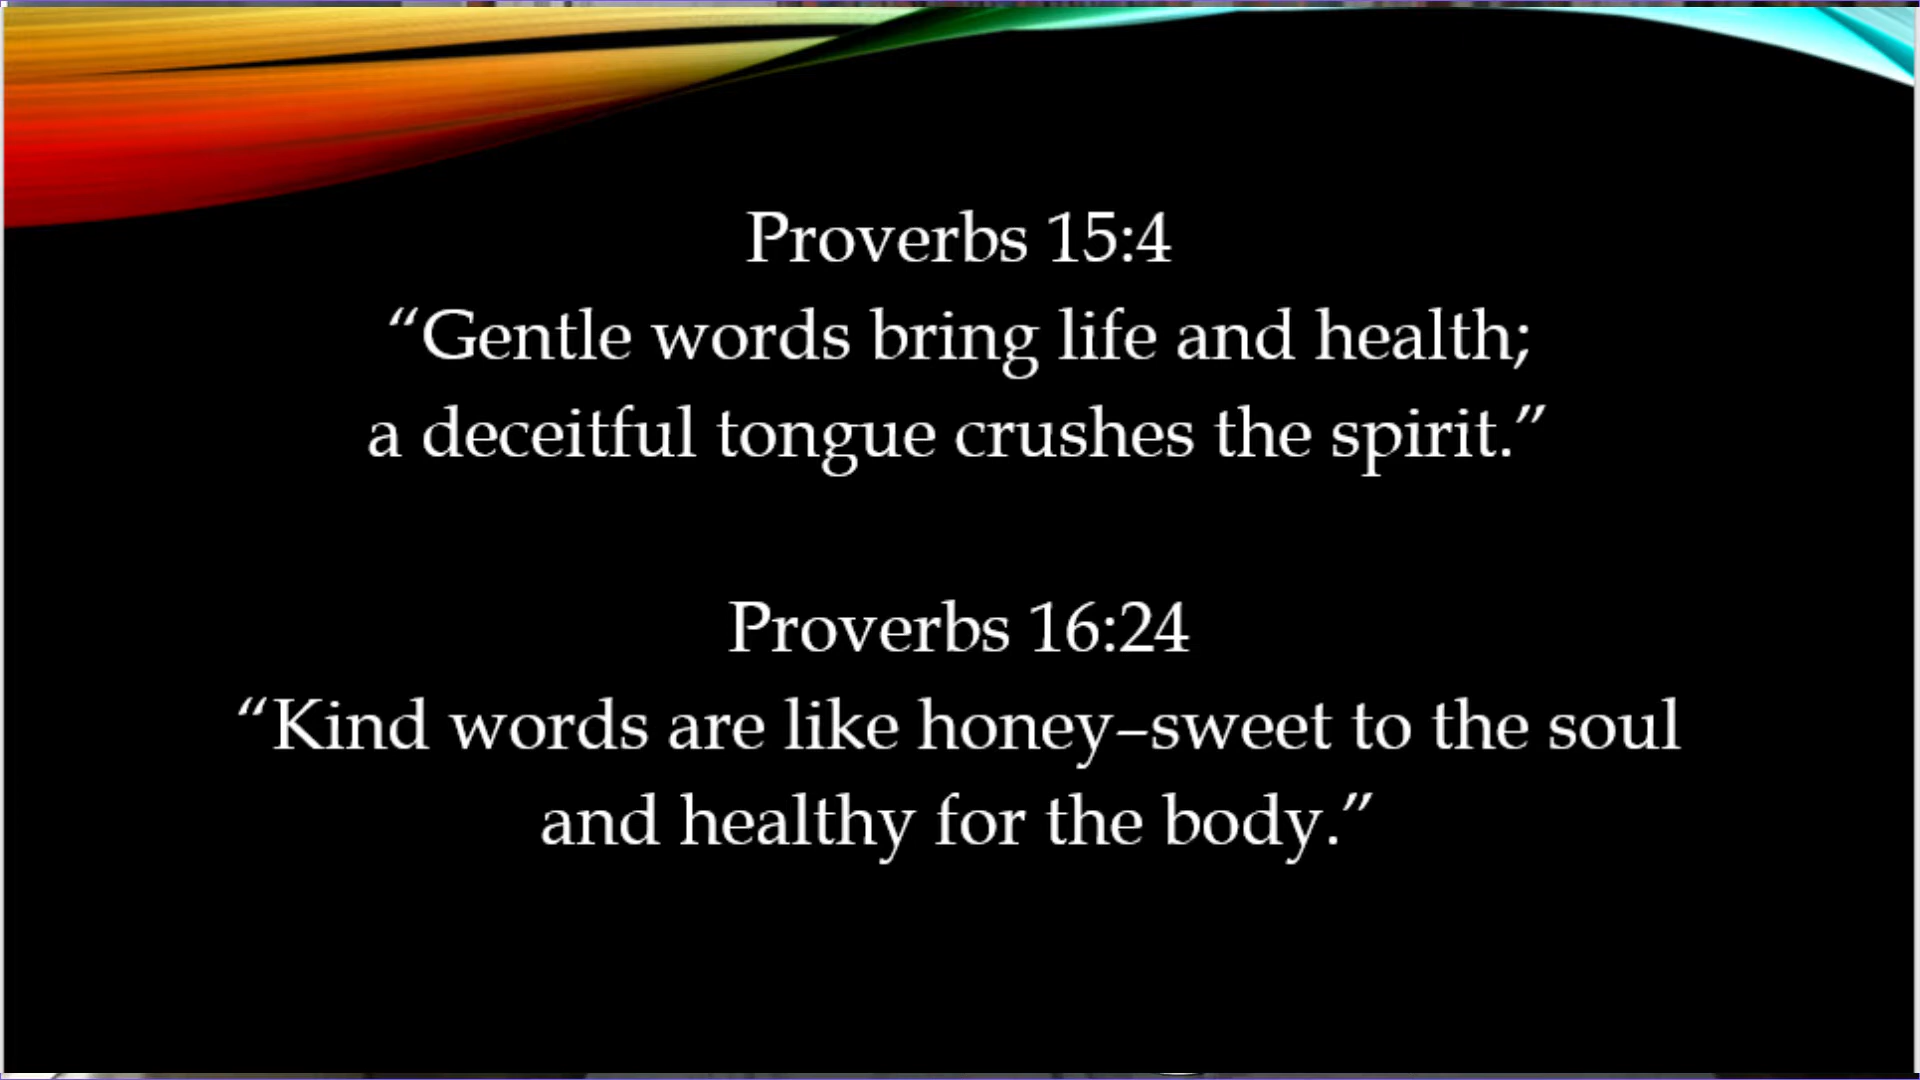 Proverbs 15:4
“Gentle words bring life and health;
a deceitful tongue crushes the spirit.”
Proverbs 16:24
“Kind words are like honey–sweet to the soul
and healthy for the body.”